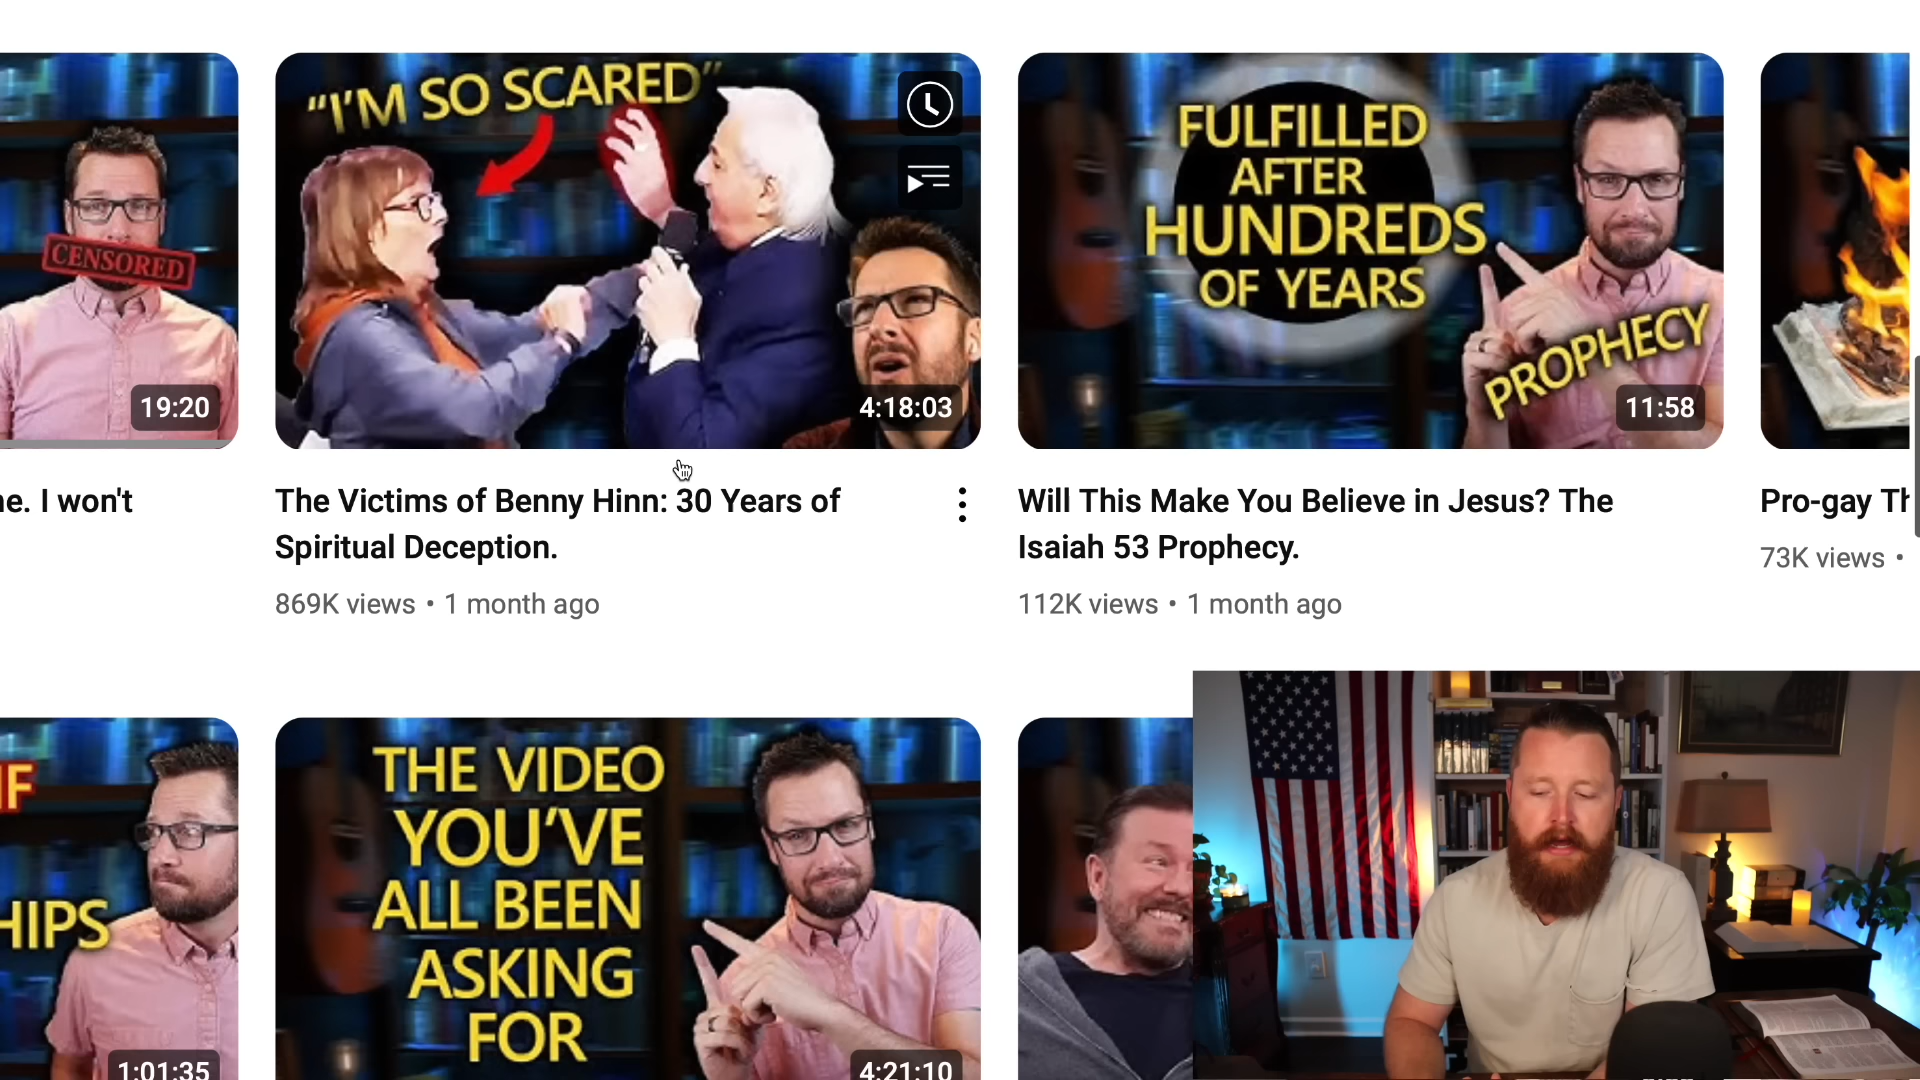 "I'M SO SCARED"
CENSORED
19:20
4:18:03
FULFILLED
AFTER
HUNDREDS
OF YEARS
PROPHECY
11:58
I won't
The Victims of Benny Hinn: 30 Years of
Spiritual Deception.
869K views • 1 month ago
Will This Make You Believe in Jesus? The
Isaiah 53 Prophecy.
112K views • 1 month ago
Pro-gay
73K views •
THE VIDEO
YOU'VE
ALL BEEN
ASKING
FOR
1:01:35
4:21:10